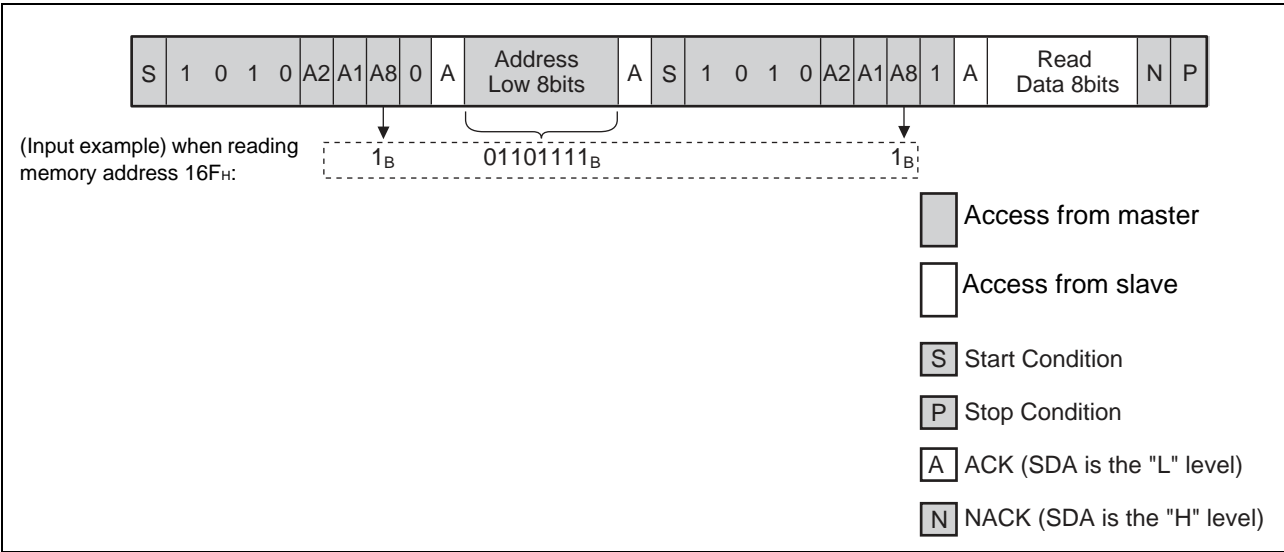 S 1 0 1 0 A2 A1 A8 0 A Address Low 8bits A S 1 0 1 0 A2 A1 A8 1 A Read Data 8bits N P
(Input example) when reading memory address 16FH:
1B 01101111B 1B
Access from master
Access from slave
S Start Condition
P Stop Condition
A ACK (SDA is the "L" level)
N NACK (SDA is the "H" level)